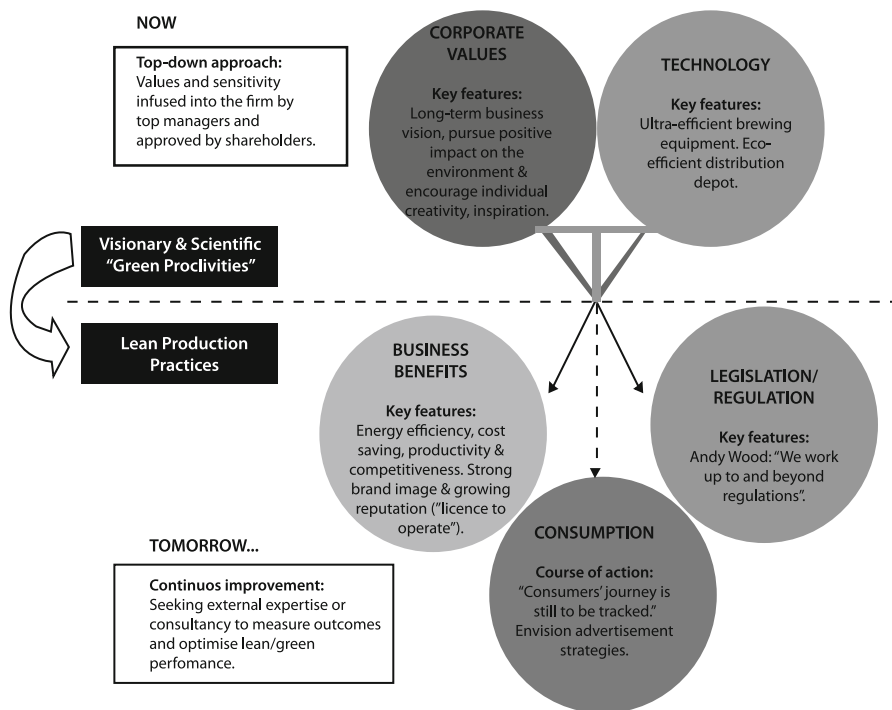 NOW
Top-down approach:
Values and sensitivity
infused into the firm by
top managers and
approved by shareholders.
CORPORATE
VALUES
Key features:
Long-term business
vision, pursue positive
impact on the
environment &
encourage individual
creativity, inspiration.
TECHNOLOGY
Key features:
Ultra-efficient brewing
equipment. Eco-
efficient distribution
depot.
Visionary & Scientific
“Green Proclivities”
Lean Production
Practices
BUSINESS
BENEFITS
Key features:
Energy efficiency, cost
saving, productivity &
competitiveness. Strong
brand image & growing
reputation (”licence to
operate“).
LEGISLATION/
REGULATION
Key features:
Andy Wood: “We work
up to and beyond
regulations”.
CONSUMPTION
Course of action:
“Consumers’ journey is
still to be tracked.”
Envision advertisement
strategies.
TOMORROW...
Continuos improvement:
Seeking external expertise or
consultancy to measure outcomes
and optimise lean/green
perfomance.